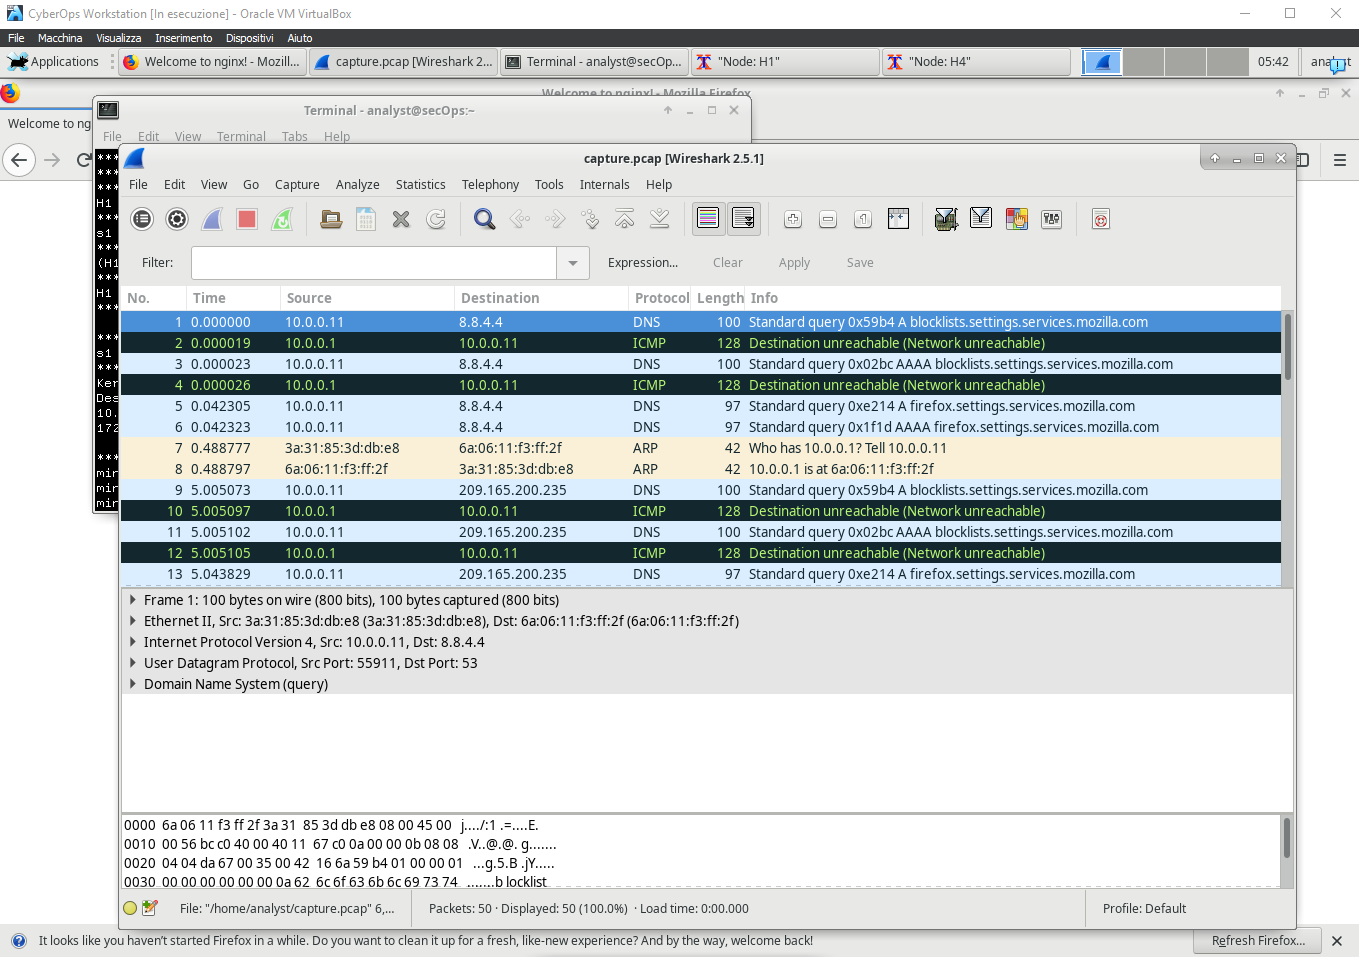 CyberOps Workstation [In esecuzione] - Oracle VM VirtualBox
File Macchina Visualizza Inserimento Dispositivi Aiuto
Applications Welcome to nginx! - Mozill... capture.pcap [Wireshark 2... Terminal - analyst@secOp... "Node: H1" "Node: H4" 05:42
Welcome to nginx! - Mozilla Firefox
Terminal - analyst@secOps:~
Welcome to ng
File Edit View Terminal Tabs Help
capture.pcap [Wireshark 2.5.1]
File Edit View Go Capture Analyze Statistics Telephony Tools Internals Help
***
***
***
H1
***
s1
***
(H1
***
H1
***
***
s1
***
Ker
Des
10.
172
***
mir
mir
mir
Filter: Expression... Clear Apply Save
No. Time Source Destination Protocol Length Info
1 0.000000 10.0.0.11 8.8.4.4 DNS 100 Standard query 0x59b4 A blocklists.settings.services.mozilla.com
2 0.000019 10.0.0.1 10.0.0.11 ICMP 128 Destination unreachable (Network unreachable)
3 0.000023 10.0.0.11 8.8.4.4 DNS 100 Standard query 0x02bc AAAA blocklists.settings.services.mozilla.com
4 0.000026 10.0.0.1 10.0.0.11 ICMP 128 Destination unreachable (Network unreachable)
5 0.042305 10.0.0.11 8.8.4.4 DNS 97 Standard query 0xe214 A firefox.settings.services.mozilla.com
6 0.042323 10.0.0.11 8.8.4.4 DNS 97 Standard query 0x1f1d AAAA firefox.settings.services.mozilla.com
7 0.488777 3a:31:85:3d:db:e8 6a:06:11:f3:ff:2f ARP 42 Who has 10.0.0.1? Tell 10.0.0.11
8 0.488797 6a:06:11:f3:ff:2f 3a:31:85:3d:db:e8 ARP 42 10.0.0.1 is at 6a:06:11:f3:ff:2f
9 5.005073 10.0.0.11 209.165.200.235 DNS 100 Standard query 0x59b4 A blocklists.settings.services.mozilla.com
10 5.005097 10.0.0.1 10.0.0.11 ICMP 128 Destination unreachable (Network unreachable)
11 5.005102 10.0.0.11 209.165.200.235 DNS 100 Standard query 0x02bc AAAA blocklists.settings.services.mozilla.com
12 5.005105 10.0.0.1 10.0.0.11 ICMP 128 Destination unreachable (Network unreachable)
13 5.043829 10.0.0.11 209.165.200.235 DNS 97 Standard query 0xe214 A firefox.settings.services.mozilla.com
Frame 1: 100 bytes on wire (800 bits), 100 bytes captured (800 bits)
Ethernet II, Src: 3a:31:85:3d:db:e8 (3a:31:85:3d:db:e8), Dst: 6a:06:11:f3:ff:2f (6a:06:11:f3:ff:2f)
Internet Protocol Version 4, Src: 10.0.0.11, Dst: 8.8.4.4
User Datagram Protocol, Src Port: 55911, Dst Port: 53
Domain Name System (query)
0000 6a 06 11 f3 ff 2f 3a 31 85 3d db e8 08 00 45 00 j..../:1 .=....E.
0010 00 56 bc c0 40 00 40 11 67 c0 0a 00 00 0b 08 08 .V..@.@. g.......
0020 04 04 da 67 00 35 00 42 16 6a 59 b4 01 00 00 01 ...g.5.B .jY.....
0030 00 00 00 00 00 00 0a 62 6c 6f 63 6b 6c 69 73 74 .......b locklist
File: "/home/analyst/capture.pcap" 6,... Packets: 50 · Displayed: 50 (100.0%) · Load time: 0:00.000 Profile: Default
It looks like you haven't started Firefox in a while. Do you want to clean it up for a fresh, like-new experience? And by the way, welcome back! Refresh Firefox...